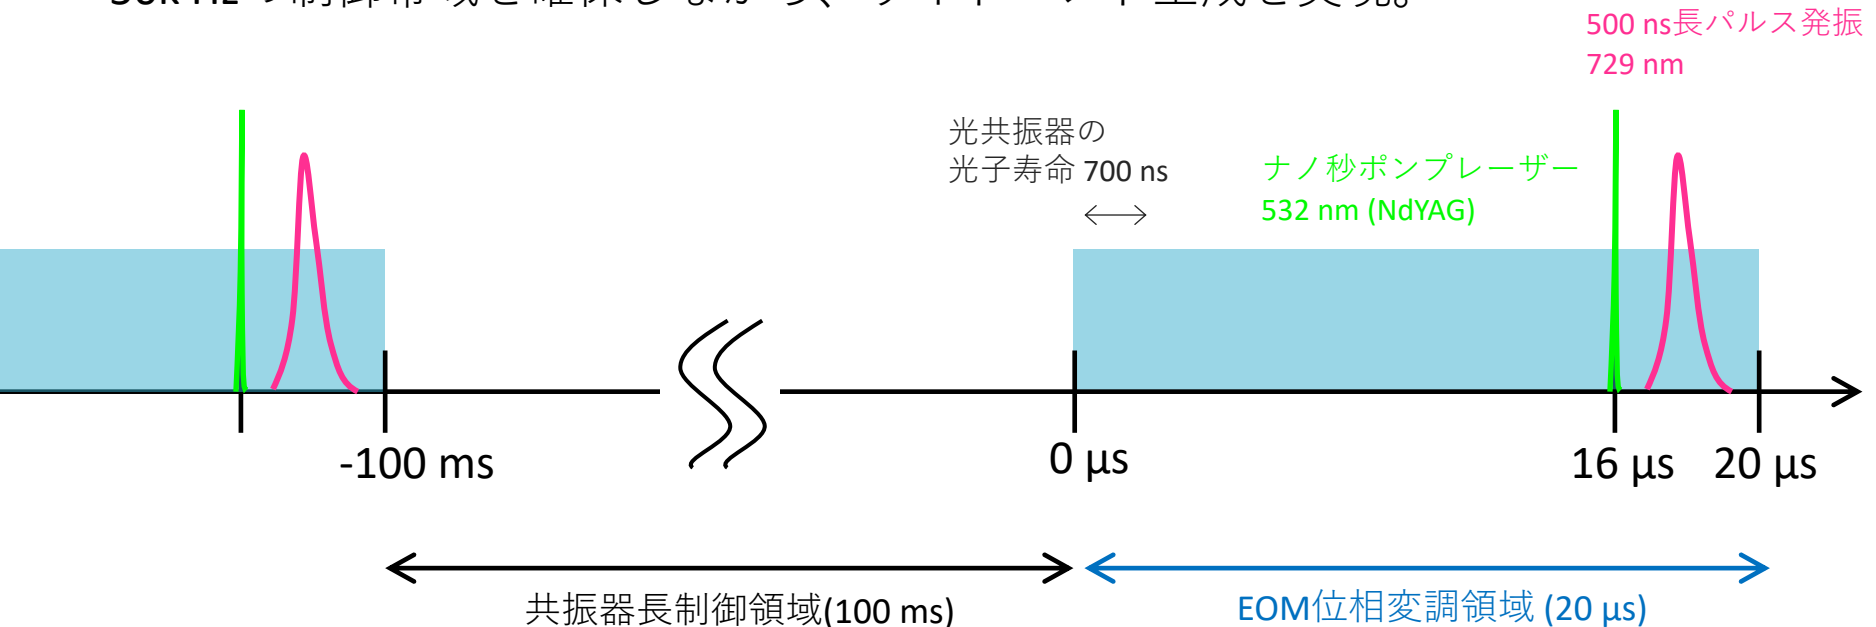 500 ns長パルス発振
729 nm
光共振器の
光子寿命 700 ns
ナノ秒ポンプレーザー
532 nm (NdYAG)
-100 ms
0 μs
16 μs
20 μs
共振器長制御領域(100 ms)
EOM位相変調領域 (20 μs)